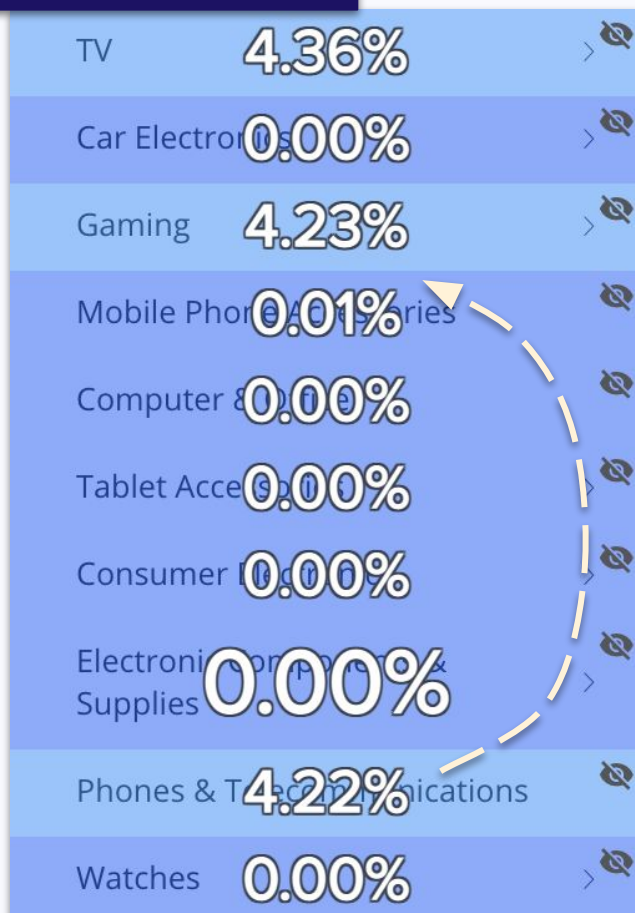 TV 4.36%
Car Electronics 0.00%
Gaming 4.23%
Mobile Phone Accessories 0.01%
Computer & Office 0.00%
Tablet Accessories 0.00%
Consumer Electronics 0.00%
Electronic Components &
Supplies 0.00%
Phones & Telecommunications 4.22%
Watches 0.00%